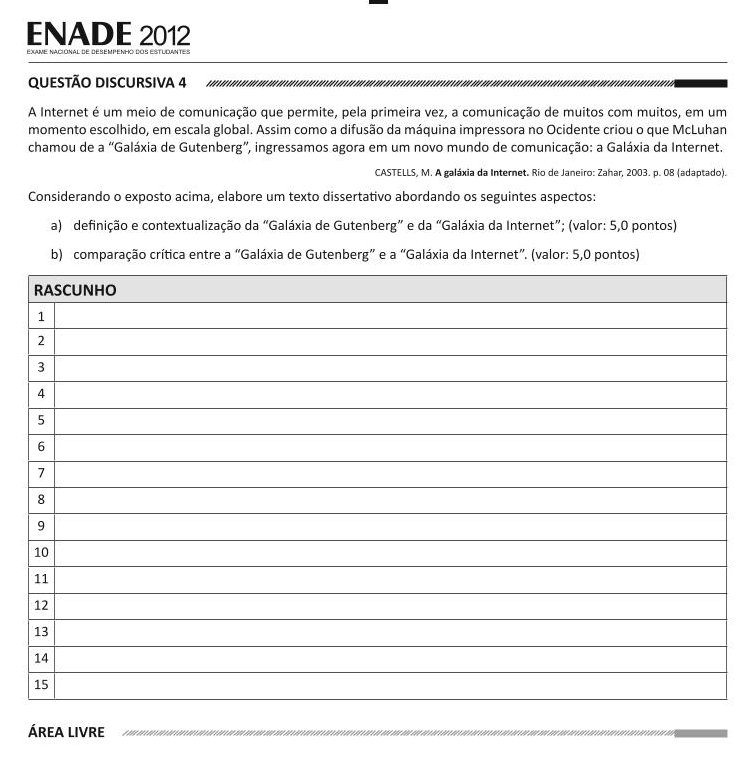 ENADE 2012
EXAME NACIONAL DE DESEMPENHO DOS ESTUDANTES
QUESTÃO DISCURSIVA 4
A Internet é um meio de comunicação que permite, pela primeira vez, a comunicação de muitos com muitos, em um
momento escolhido, em escala global. Assim como a difusão da máquina impressora no Ocidente criou o que McLuhan
chamou de a “Galáxia de Gutenberg”, ingressamos agora em um novo mundo de comunicação: a Galáxia da Internet.
CASTELLS, M. A galáxia da Internet. Rio de Janeiro: Zahar, 2003. p. 08 (adaptado).
Considerando o exposto acima, elabore um texto dissertativo abordando os seguintes aspectos:
a) definição e contextualização da “Galáxia de Gutenberg” e da “Galáxia da Internet”; (valor: 5,0 pontos)
b) comparação crítica entre a “Galáxia de Gutenberg” e a “Galáxia da Internet”. (valor: 5,0 pontos)
RASCUNHO
1
2
3
4
5
6
7
8
9
10
11
12
13
14
15
ÁREA LIVRE